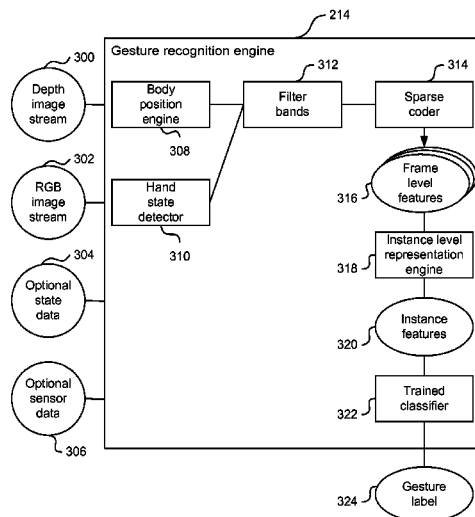 214
Gesture recognition engine
300
Depth
image
stream
Body
position
engine
308
312
Filter
bands
314
Sparse
coder
302
RGB
image
stream
Hand
state
detector
310
316
Frame
level
features
304
Optional
state
data
318
Instance level
representation
engine
320
Instance
features
Optional
sensor
data
306
322
Trained
classifier
324
Gesture
label